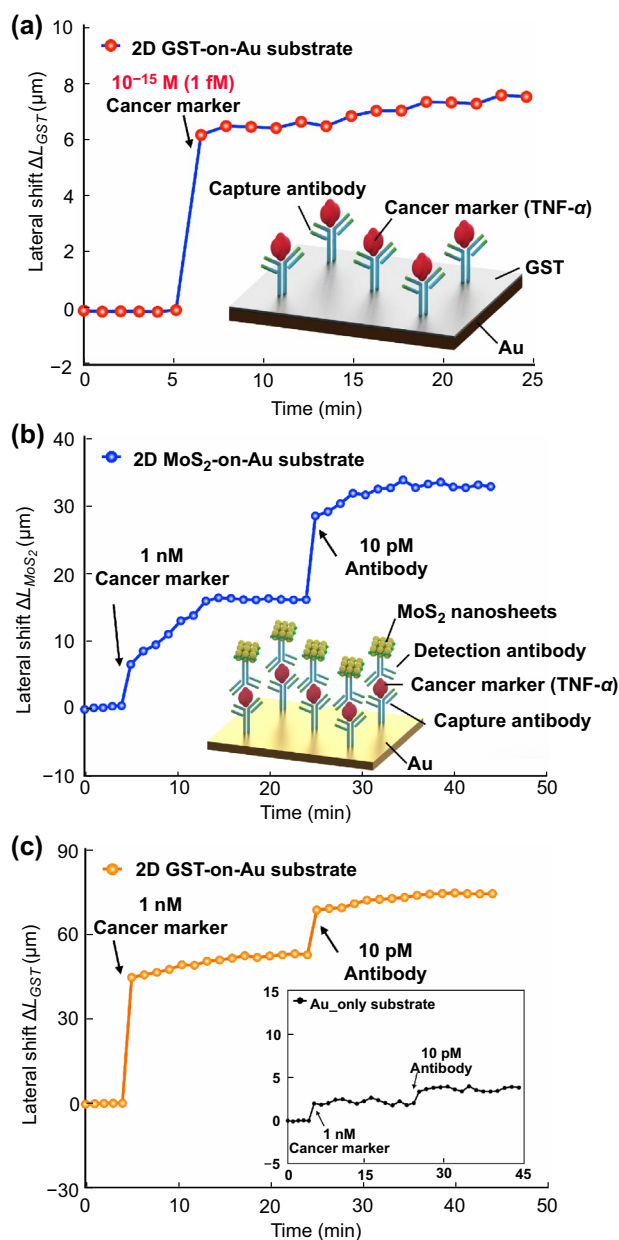 (a)
10
8
6
4
2
0
−2
Lateral shift ΔL_GST (µm)
2D GST-on-Au substrate
10⁻¹⁵ M (1 fM)
Cancer marker
Capture antibody
Cancer marker (TNF-α)
GST
Au
0
5
10
15
20
25
Time (min)
(b)
40
30
20
10
0
−10
Lateral shift ΔL_MoS₂ (µm)
2D MoS₂-on-Au substrate
1 nM
Cancer marker
10 pM
Antibody
MoS₂ nanosheets
Detection antibody
Cancer marker (TNF-α)
Capture antibody
Au
0
10
20
30
40
50
Time (min)
(c)
90
60
30
0
−30
Lateral shift ΔL_GST (µm)
2D GST-on-Au substrate
1 nM
Cancer marker
10 pM
Antibody
15
10
5
0
−5
Au_only substrate
10 pM
Antibody
1 nM
Cancer marker
0
15
30
45
0
10
20
30
40
50
Time (min)